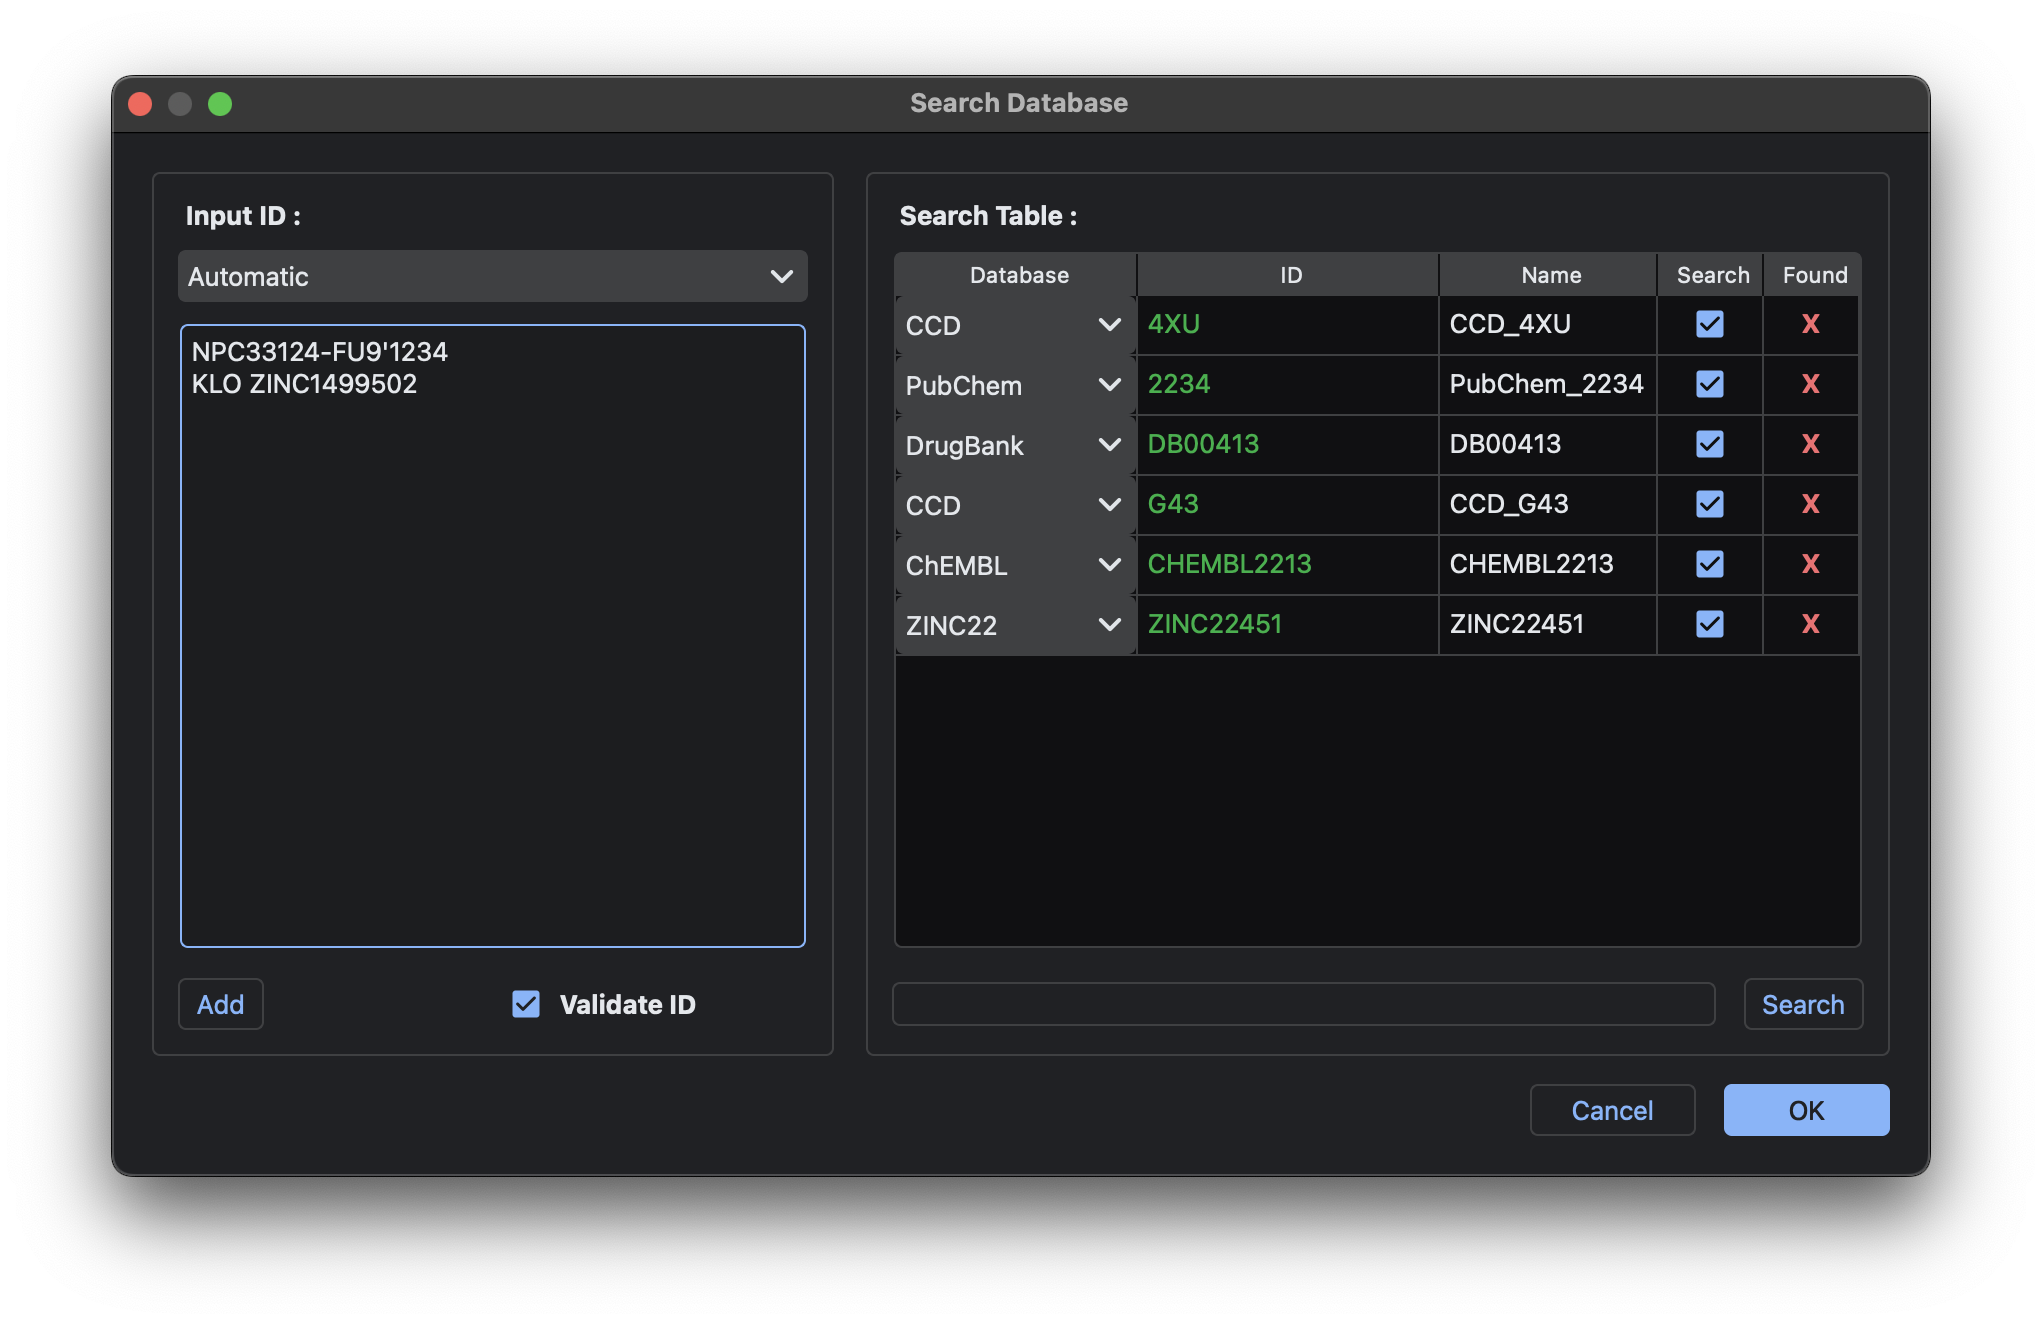 Search Database
Input ID :
Automatic
NPC33124-FU9'1234
KLO ZINC1499502
Add
Validate ID
Search Table :
Database ID Name Search Found
CCD 4XU CCD_4XU X
PubChem 2234 PubChem_2234 X
DrugBank DB00413 DB00413 X
CCD G43 CCD_G43 X
ChEMBL CHEMBL2213 CHEMBL2213 X
ZINC22 ZINC22451 ZINC22451 X
Search
Cancel OK